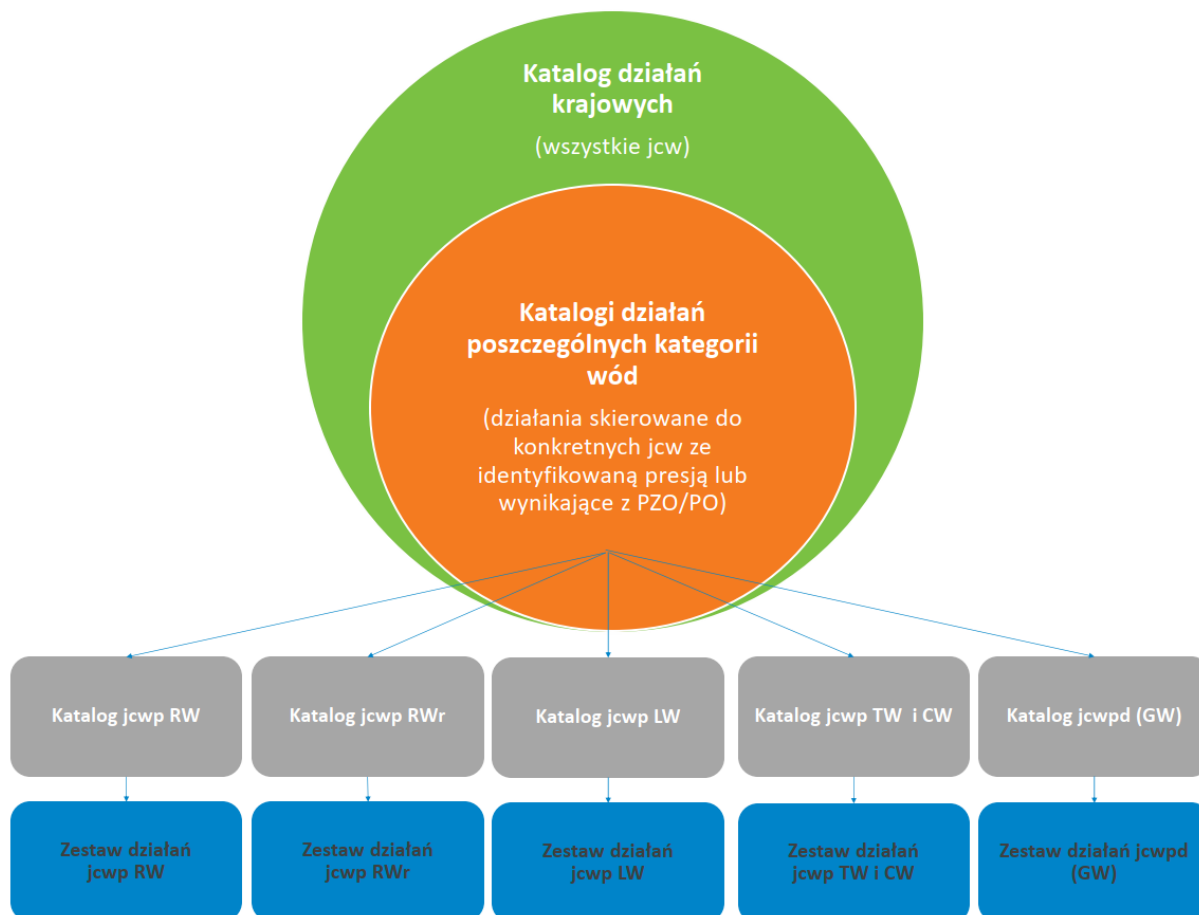 Katalog działań
krajowych
(wszystkie jcw)
Katalogi działań
poszczególnych kategorii
wód
(działania skierowane do
konkretnych jcw ze
identyfikowaną presją lub
wynikające z PZO/PO)
Katalog jcwp RW
Katalog jcwp RWr
Katalog jcwp LW
Katalog jcwp TW i CW
Katalog jcwpd (GW)
Zestaw działań
jcwp RW
Zestaw działań
jcwp RWr
Zestaw działań
jcwp LW
Zestaw działań
jcwp TW i CW
Zestaw działań jcwpd
(GW)